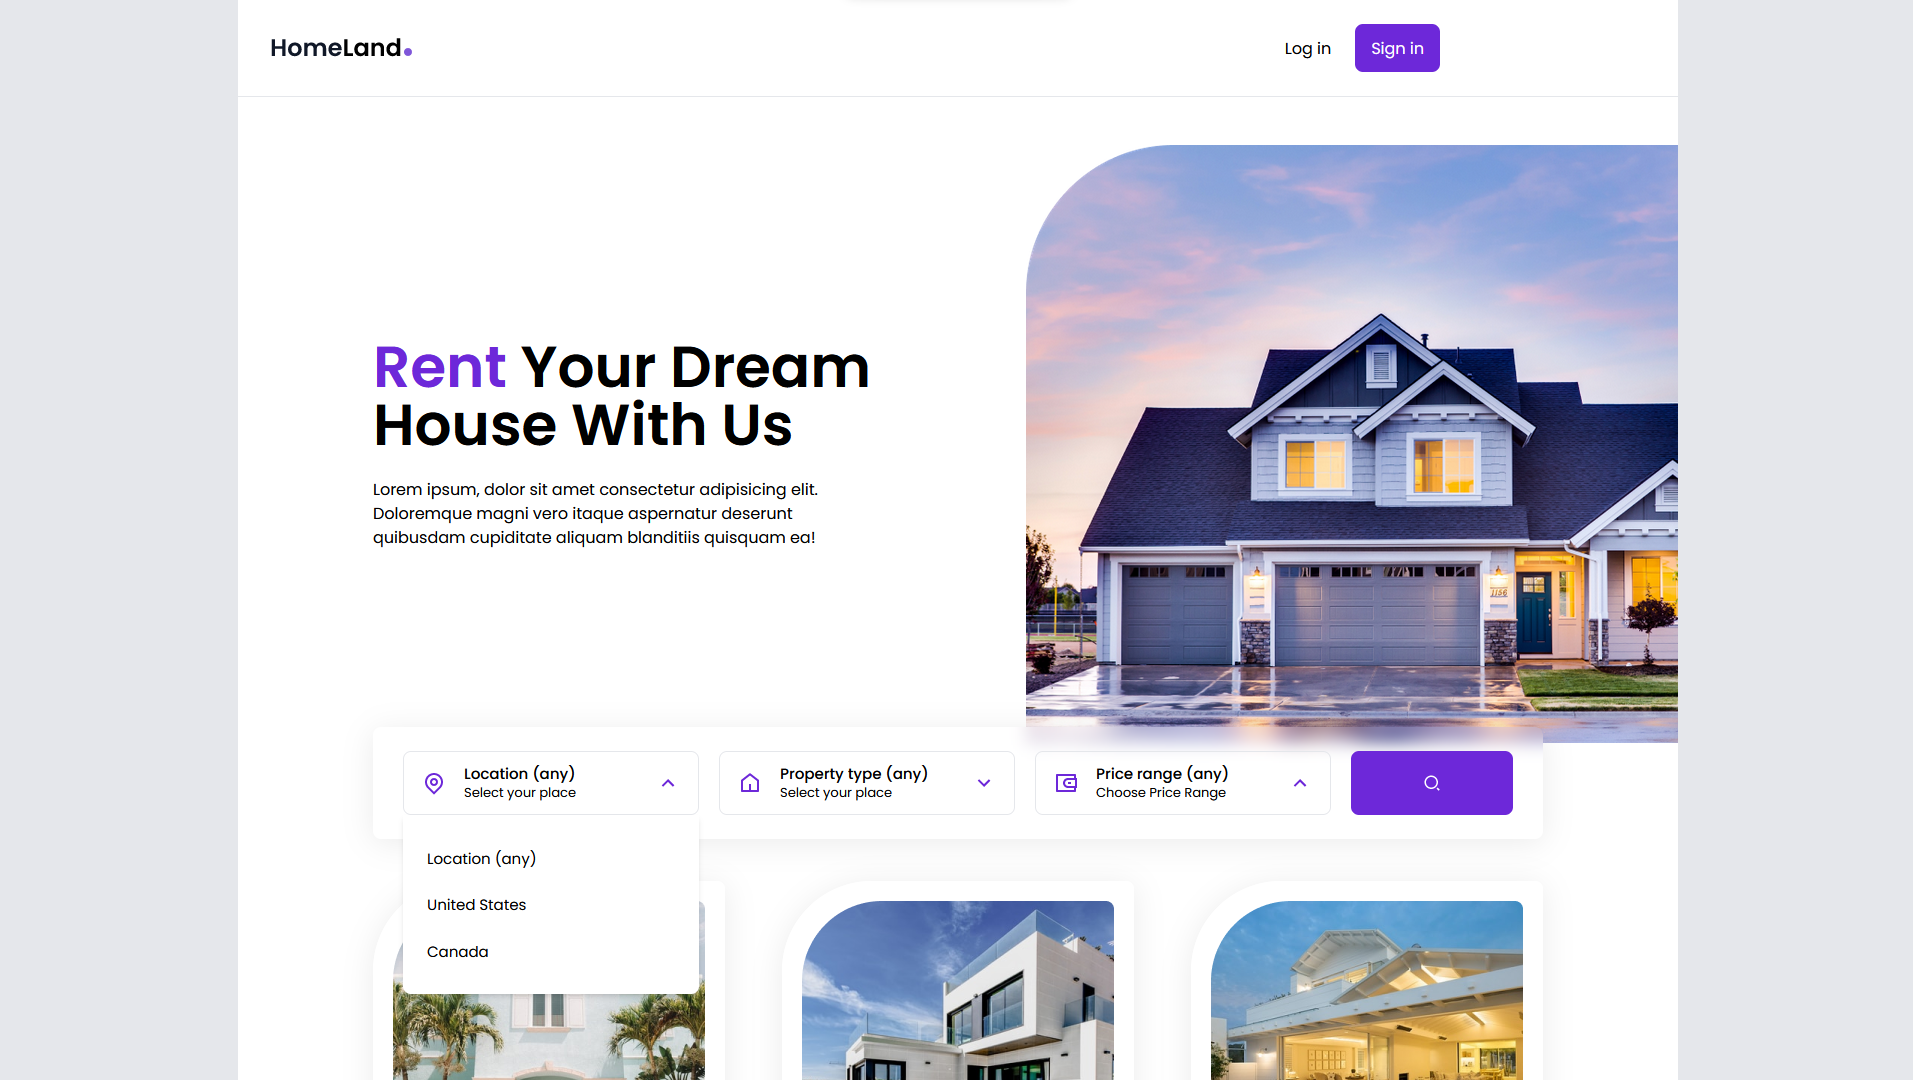 HomeLand.
Log in
Sign in
Rent Your Dream
House With Us
Lorem ipsum, dolor sit amet consectetur adipisicing elit.
Doloremque magni vero itaque aspernatur deserunt
quibusdam cupiditate aliquam blanditiis quisquam ea!
1156
Location (any)
Select your place
Property type (any)
Select your place
Price range (any)
Choose Price Range
Location (any)
United States
Canada